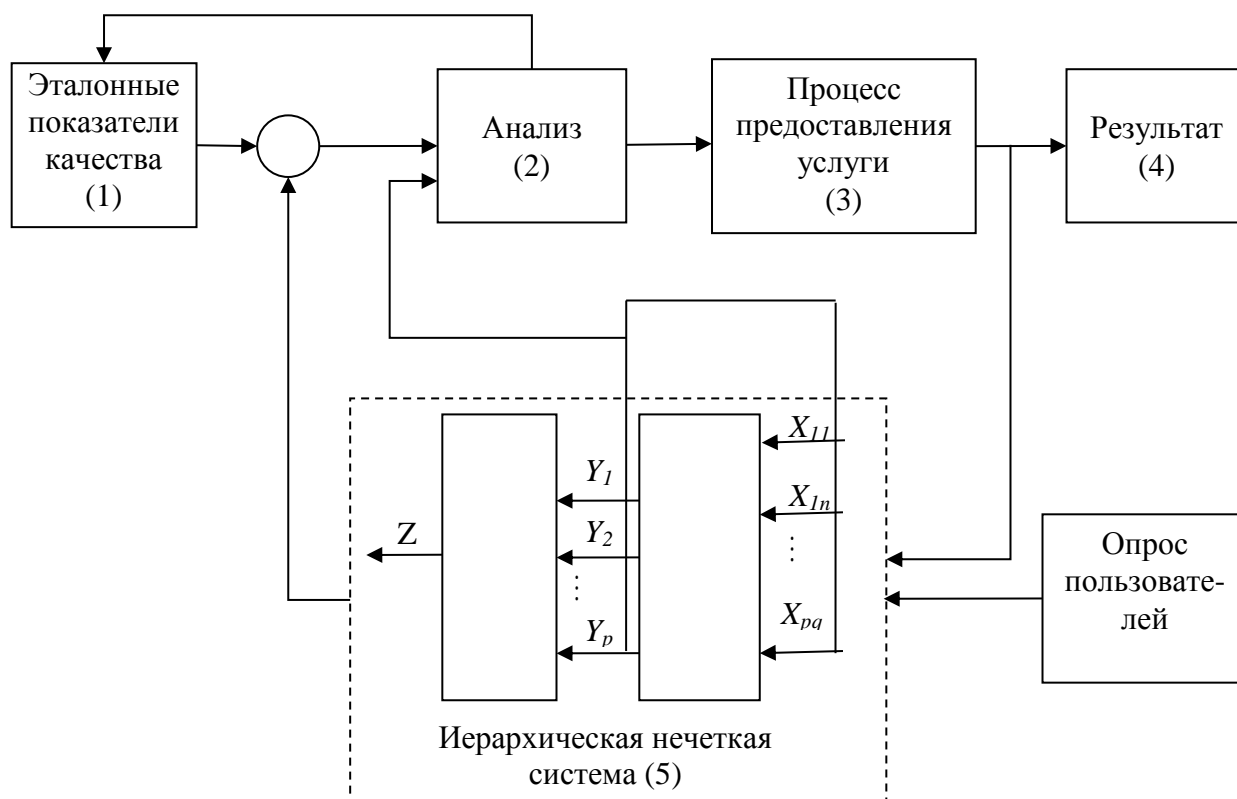 Эталонные
показатели
качества
(1)
Анализ
(2)
Процесс
предоставления
услуги
(3)
Результат
(4)
X11
Y1
X1n
Z
Y2
⋮
⋮
Yp
Xpq
Опрос
пользовате-
лей
Иерархическая нечеткая
система (5)